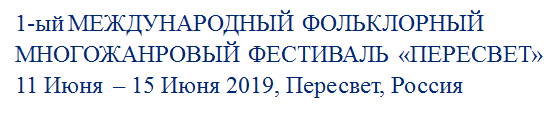 1-ый МЕЖДУНАРОДНЫЙ ФОЛЬКЛОРНЫЙ
МНОГОЖАНРОВЫЙ ФЕСТИВАЛЬ «ПЕРЕСВЕТ»
11 Июня – 15 Июня 2019, Пересвет, Россия